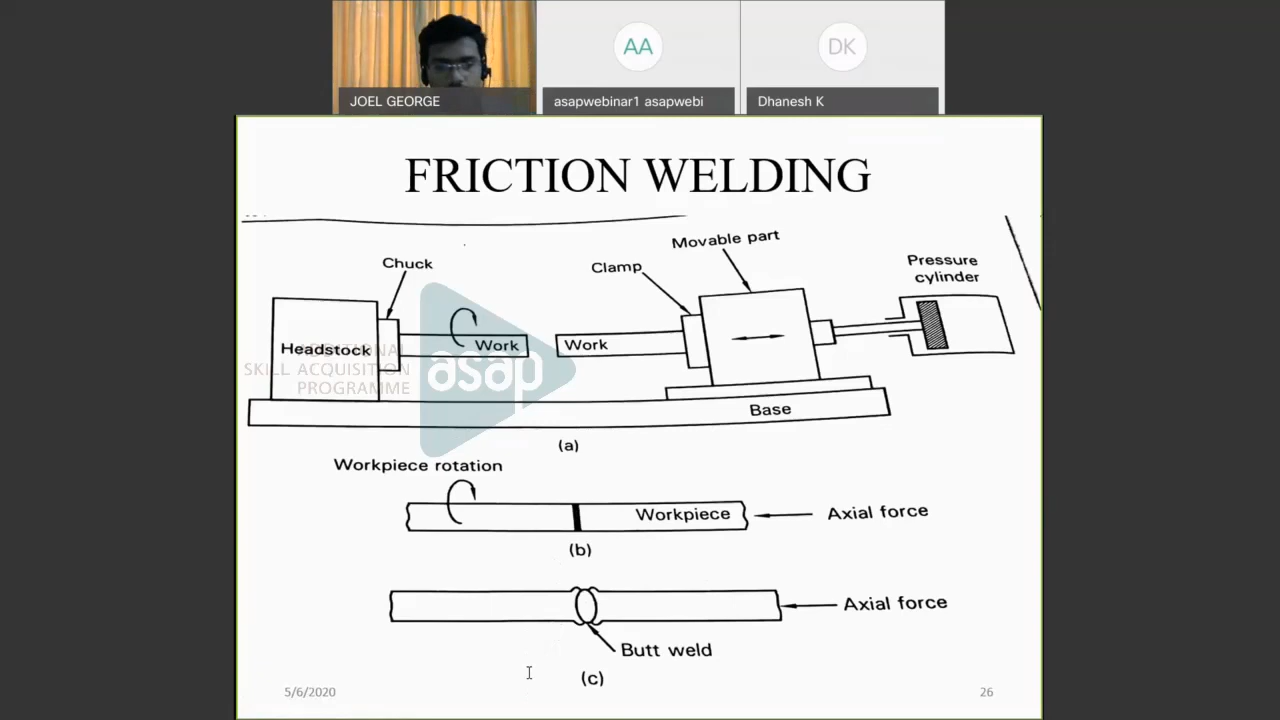 AA
DK
JOEL GEORGE
asapwebinar1 asapwebi
Dhanesh K
FRICTION WELDING
Movable part
Chuck
Clamp
Pressure
cylinder
Headstock
Work
Work
ADDITIONAL
SKILL ACQUISITION
PROGRAMME
asap
Base
(a)
Workpiece rotation
Workpiece
Axial force
(b)
Axial force
Butt weld
(c)
5/6/2020
26